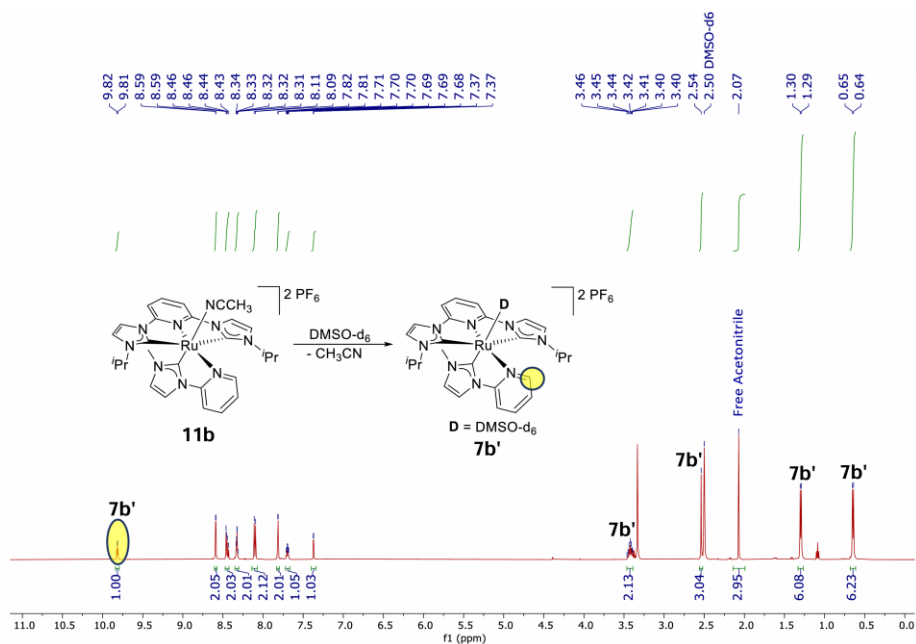 9.82
9.81
8.59
8.59
8.46
8.46
8.44
8.43
8.34
8.33
8.32
8.32
8.31
8.11
8.09
7.82
7.81
7.71
7.70
7.70
7.69
7.69
7.68
7.37
7.37
3.46
3.45
3.44
3.42
3.41
3.40
3.40
2.54
2.50 DMSO-d6
2.07
1.30
1.29
0.65
0.64
NCCH3
2 PF6
N
N
N
N
N
Ru
iPr
iPr
N
N
N
11b
DMSO-d6
- CH3CN
D
2 PF6
N
N
N
N
N
Ru
iPr
iPr
N
N
N
D = DMSO-d6
7b'
Free Acetonitrile
7b'
7b'
7b'
7b'
7b'
1.00
2.05
2.03
2.01
2.12
2.01
1.05
1.03
2.13
3.04
2.95
6.08
6.23
11.0 10.5 10.0 9.5 9.0 8.5 8.0 7.5 7.0 6.5 6.0 5.5 5.0 4.5 4.0 3.5 3.0 2.5 2.0 1.5 1.0 0.5
f1 (ppm)